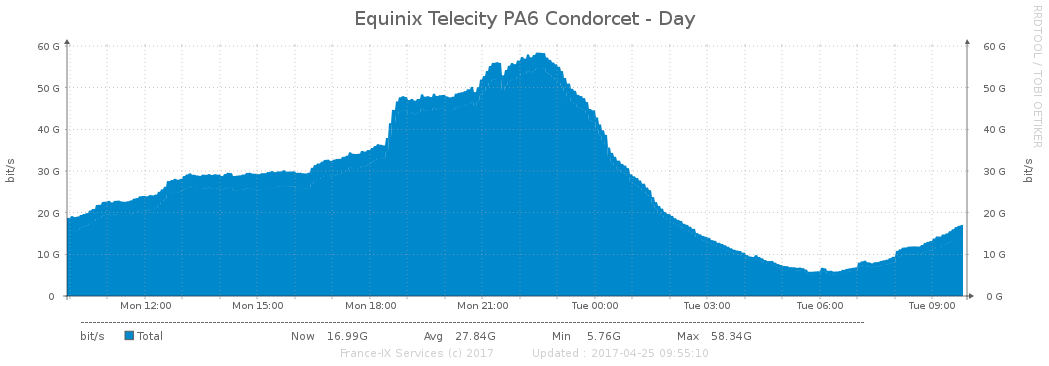 Equinix Telecity PA6 Condorcet - Day
RRDTOOL / TOBI OETIKER
60 G 60 G
50 G 50 G
40 G 40 G
30 G 30 G
20 G 20 G
10 G 10 G
0 0 G
bit/s bit/s
Mon 12:00 Mon 15:00 Mon 18:00 Mon 21:00 Tue 00:00 Tue 03:00 Tue 06:00 Tue 09:00
bit/s Total Now 16.99G Avg 27.84G Min 5.76G Max 58.34G
France-IX Services (c) 2017 Updated : 2017-04-25 09:55:10